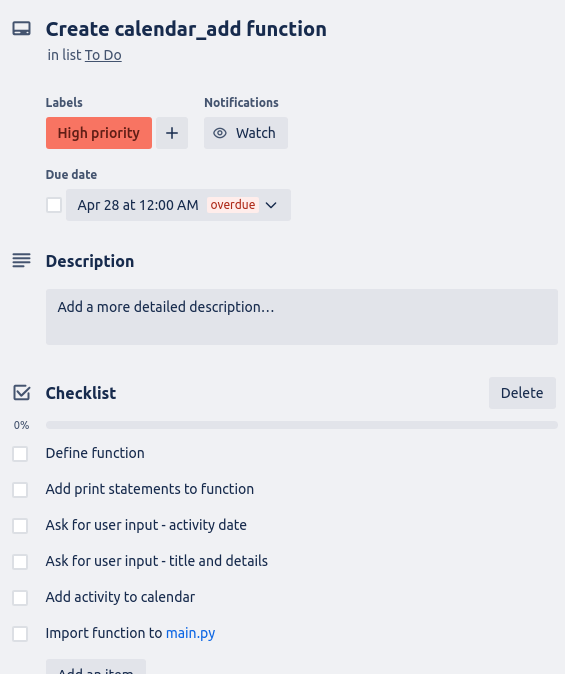 Create calendar_add function
in list To Do
Labels Notifications
High priority + Watch
Due date
Apr 28 at 12:00 AM overdue
Description
Add a more detailed description…
Checklist Delete
0%
Define function
Add print statements to function
Ask for user input - activity date
Ask for user input - title and details
Add activity to calendar
Import function to main.py
Add an item